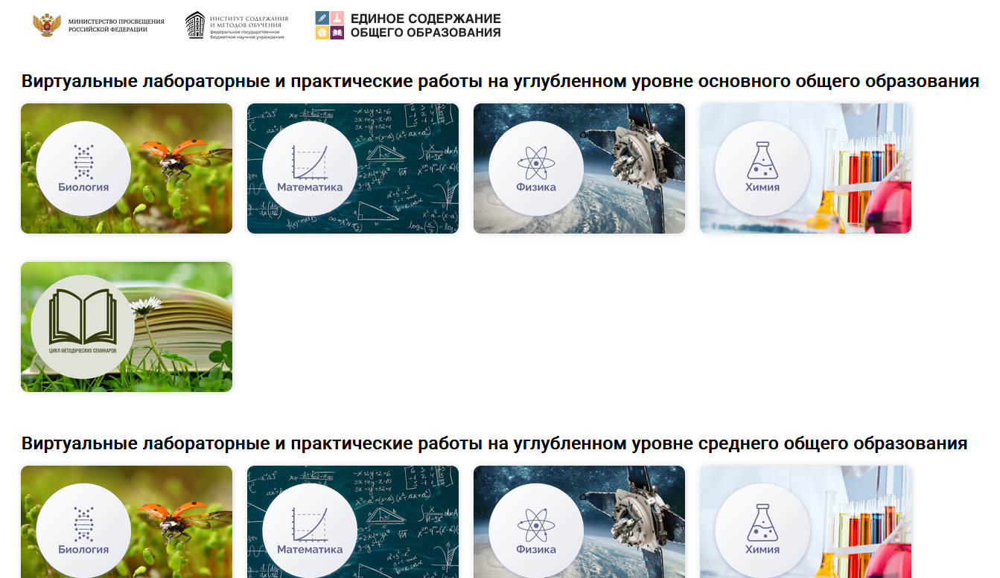 МИНИСТЕРСТВО ПРОСВЕЩЕНИЯ
РОССИЙСКОЙ ФЕДЕРАЦИИ
ИНСТИТУТ СОДЕРЖАНИЯ
И МЕТОДОВ ОБУЧЕНИЯ
федеральное государственное
бюджетное научное учреждение
ЕДИНОЕ СОДЕРЖАНИЕ
ОБЩЕГО ОБРАЗОВАНИЯ
Виртуальные лабораторные и практические работы на углубленном уровне основного общего образования
Биология
Математика
Физика
Химия
ЦИКЛ МЕТОДИЧЕСКИХ СЕМИНАРОВ
Виртуальные лабораторные и практические работы на углубленном уровне среднего общего образования
Биология
Математика
Физика
Химия